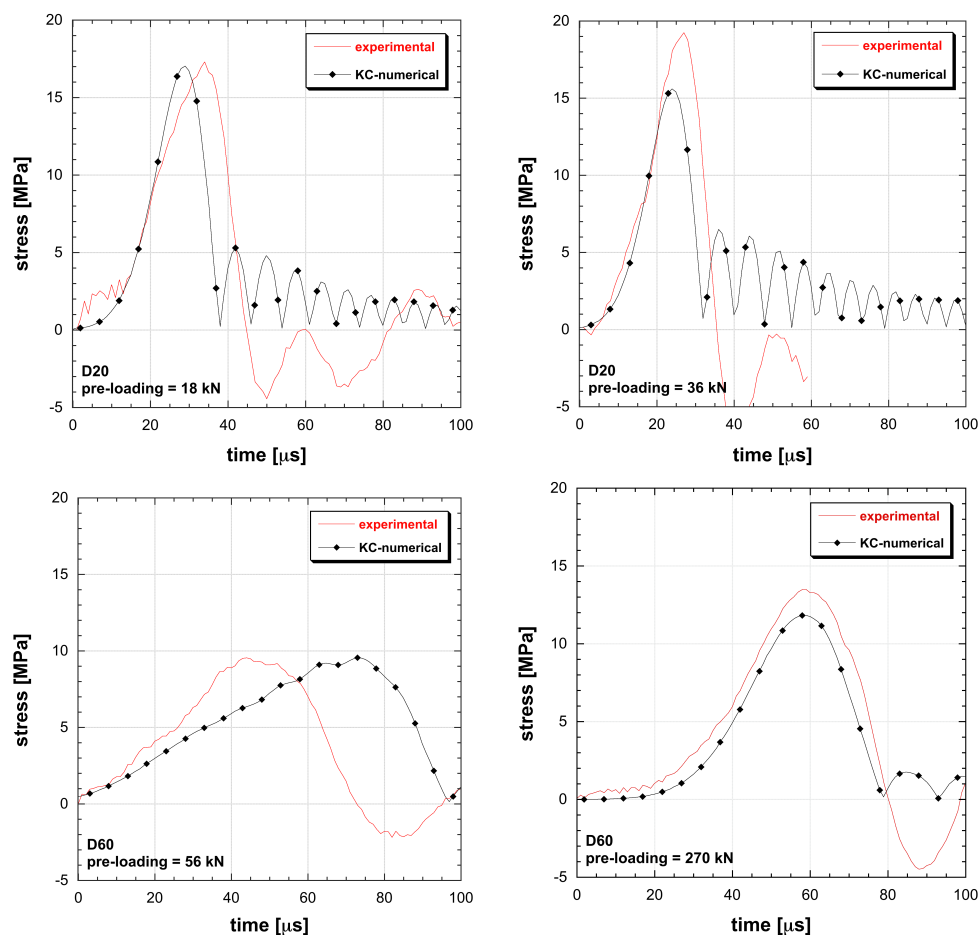 20
15
10
5
0
-5
stress [MPa]
experimental
KC-numerical
D20
pre-loading = 18 kN
0 20 40 60 80 100
time [μs]
20
15
10
5
0
-5
stress [MPa]
experimental
KC-numerical
D20
pre-loading = 36 kN
0 20 40 60 80 100
time [μs]
20
15
10
5
0
-5
stress [MPa]
experimental
KC-numerical
D60
pre-loading = 56 kN
0 20 40 60 80 100
time [μs]
20
15
10
5
0
-5
stress [MPa]
experimental
KC-numerical
D60
pre-loading = 270 kN
0 20 40 60 80 100
time [μs]